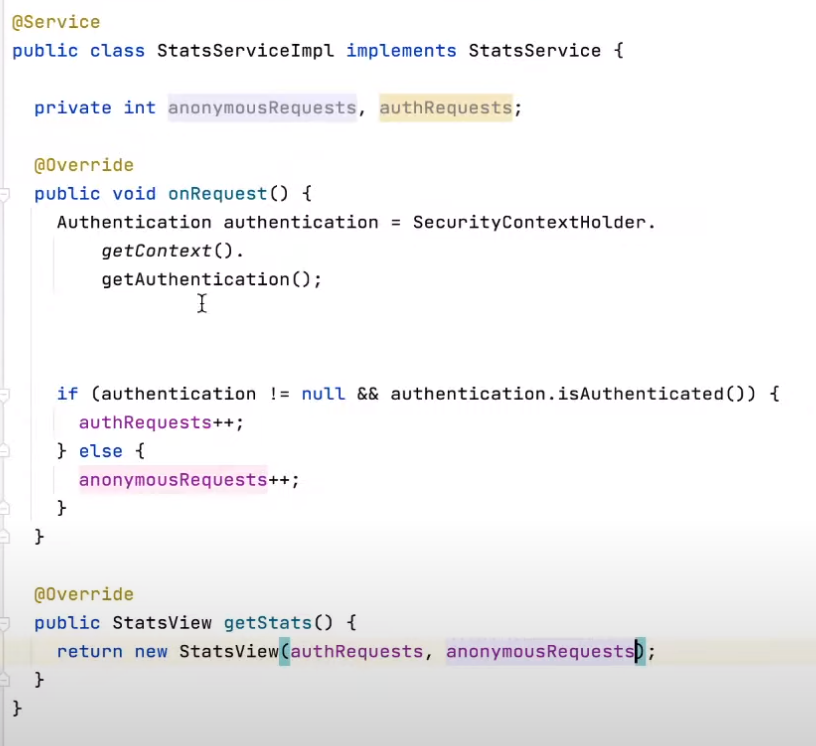 @Service
public class StatsServiceImpl implements StatsService {
private int anonymousRequests, authRequests;
@Override
public void onRequest() {
Authentication authentication = SecurityContextHolder.
getContext().
getAuthentication();
if (authentication != null && authentication.isAuthenticated()) {
authRequests++;
} else {
anonymousRequests++;
}
}
@Override
public StatsView getStats() {
return new StatsView(authRequests, anonymousRequests);
}
}